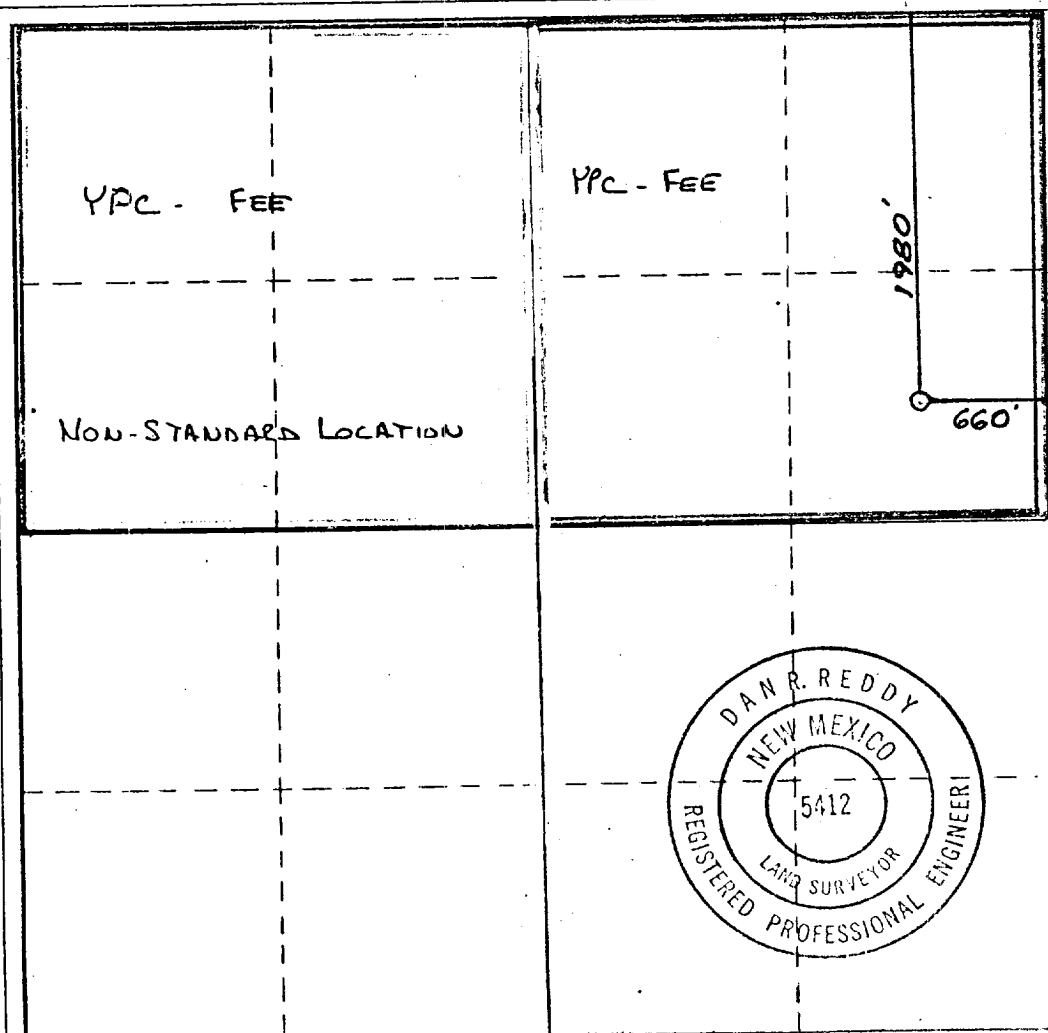 YPC - FEE
YPC - FEE
1980'
660'
NON-STANDARD LOCATION
DAN R. REDDY
NEW MEXICO
5412
LAND SURVEYOR
REGISTERED PROFESSIONAL ENGINEER